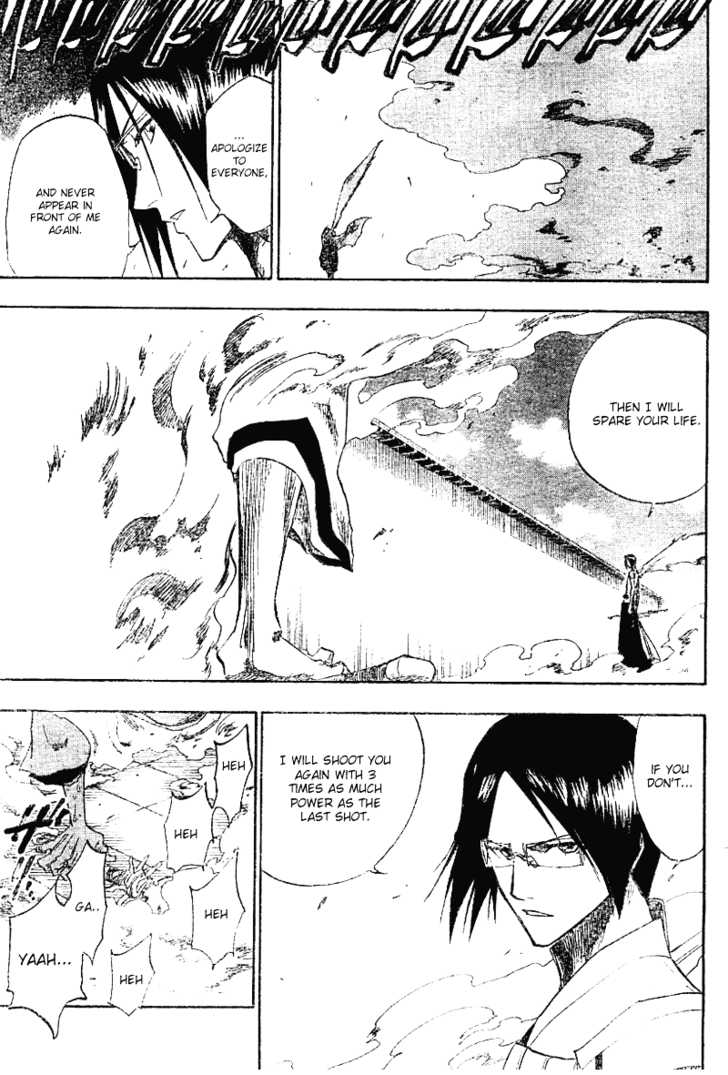 ...
APOLOGIZE
TO
EVERYONE,
AND NEVER
APPEAR IN
FRONT OF ME
AGAIN.
THEN I WILL
SPARE YOUR LIFE.
IF YOU
DON'T...
I WILL SHOOT YOU
AGAIN WITH 3
TIMES AS MUCH
POWER AS THE
LAST SHOT.
HEH
HEH
HEH
HEH
GA..
YAAH...